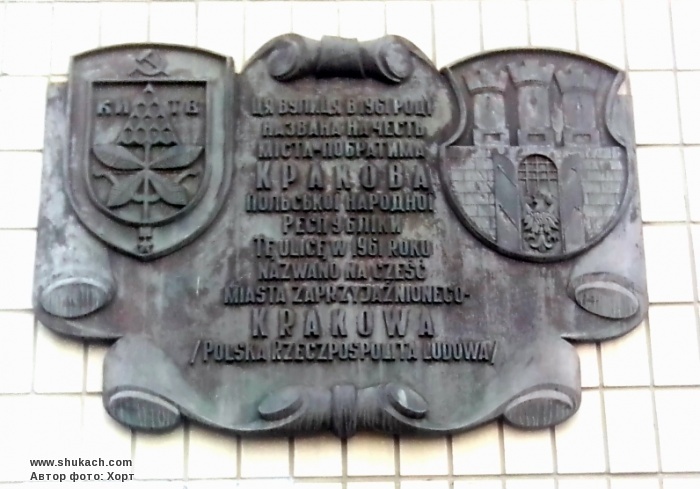 КИЇВ
ЦЯ ВУЛИЦЯ В 1961 РОЦІ
НАЗВАНА НА ЧЕСТЬ
МІСТА-ПОБРАТИМА
КРАКОВА
ПОЛЬСЬКОЇ НАРОДНОЇ
РЕСПУБЛІКИ
TE ULICĘ W 1961 ROKU
NAZWANO NA CZEŚĆ
MIASTA ZAPRZYJAŹNIONEGO-
KRAKOWA
/POLSKA RZECZPOSPOLITA LUDOWA/
www.shukach.com
Автор фото: Хорт